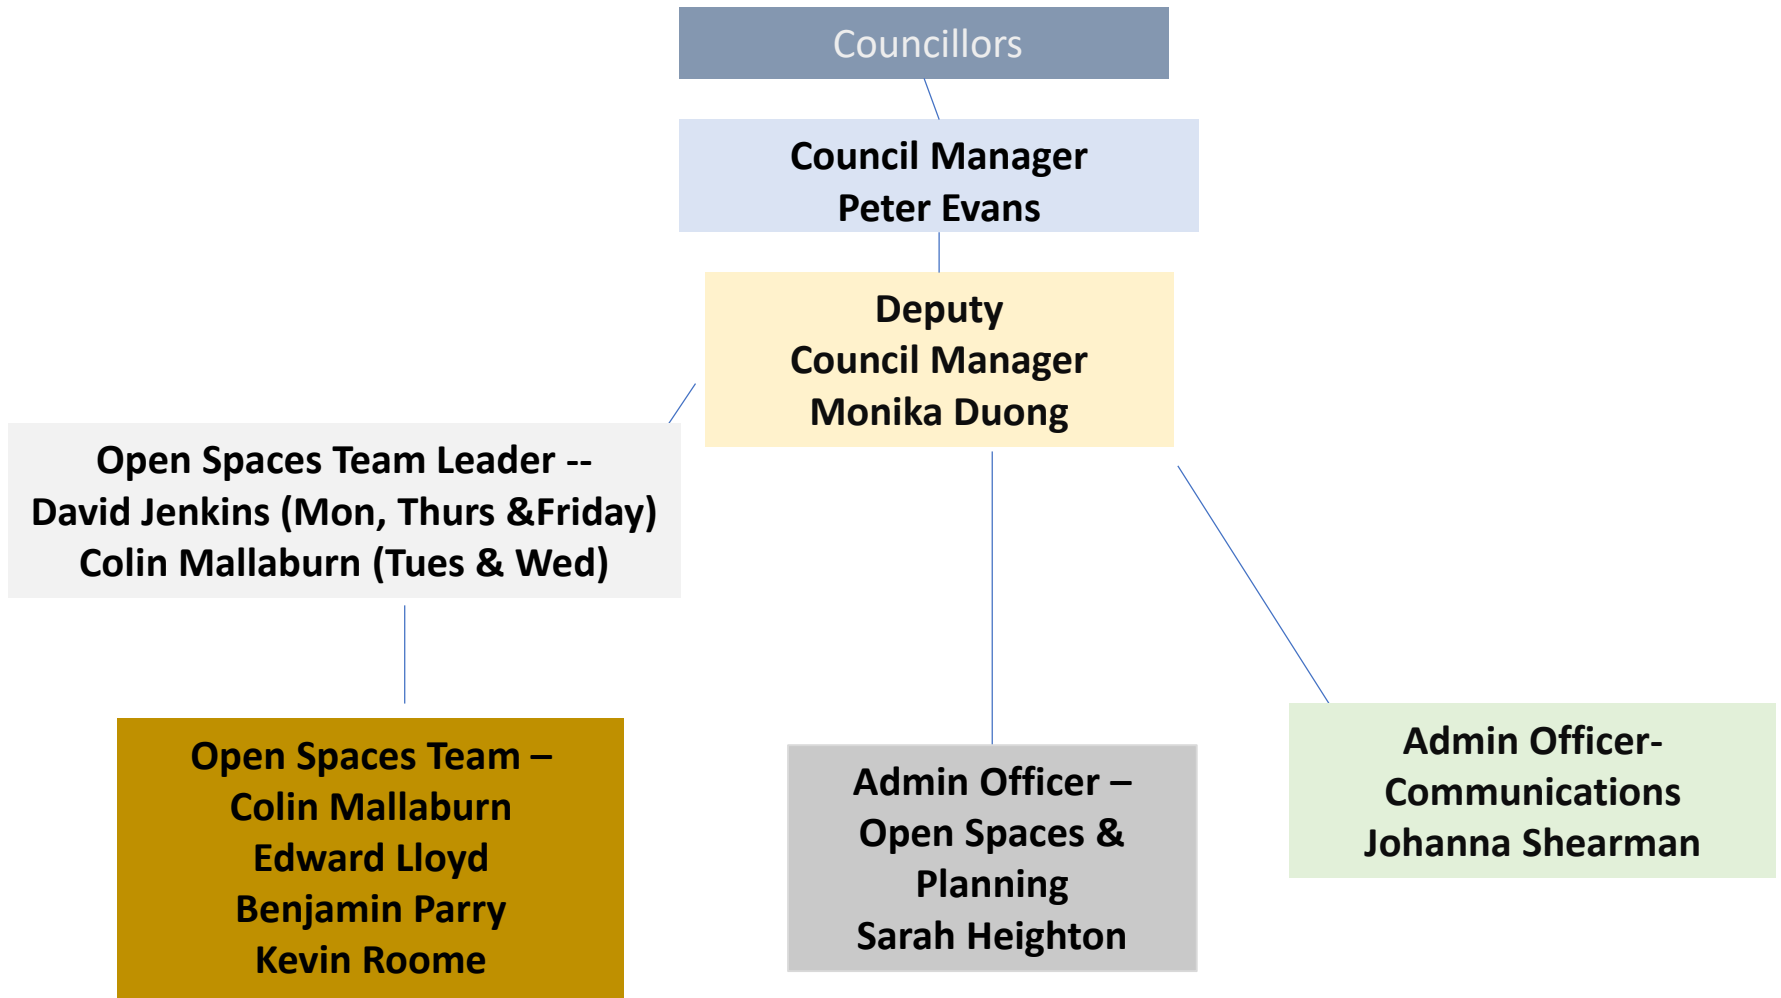 Councillors
Council Manager
Peter Evans
Deputy
Council Manager
Monika Duong
Open Spaces Team Leader --
David Jenkins (Mon, Thurs &Friday)
Colin Mallaburn (Tues & Wed)
Open Spaces Team –
Colin Mallaburn
Edward Lloyd
Benjamin Parry
Kevin Roome
Admin Officer –
Open Spaces &
Planning
Sarah Heighton
Admin Officer-
Communications
Johanna Shearman